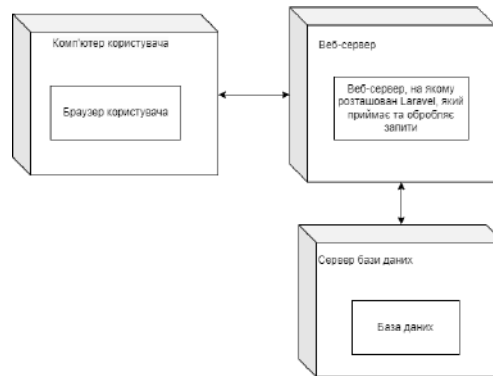 Комп'ютер користувача
Браузер користувача
Веб-сервер
Веб-сервер, на якому
розташован Laravel, який
приймає та обробляє
запити
Сервер бази даних
База даних